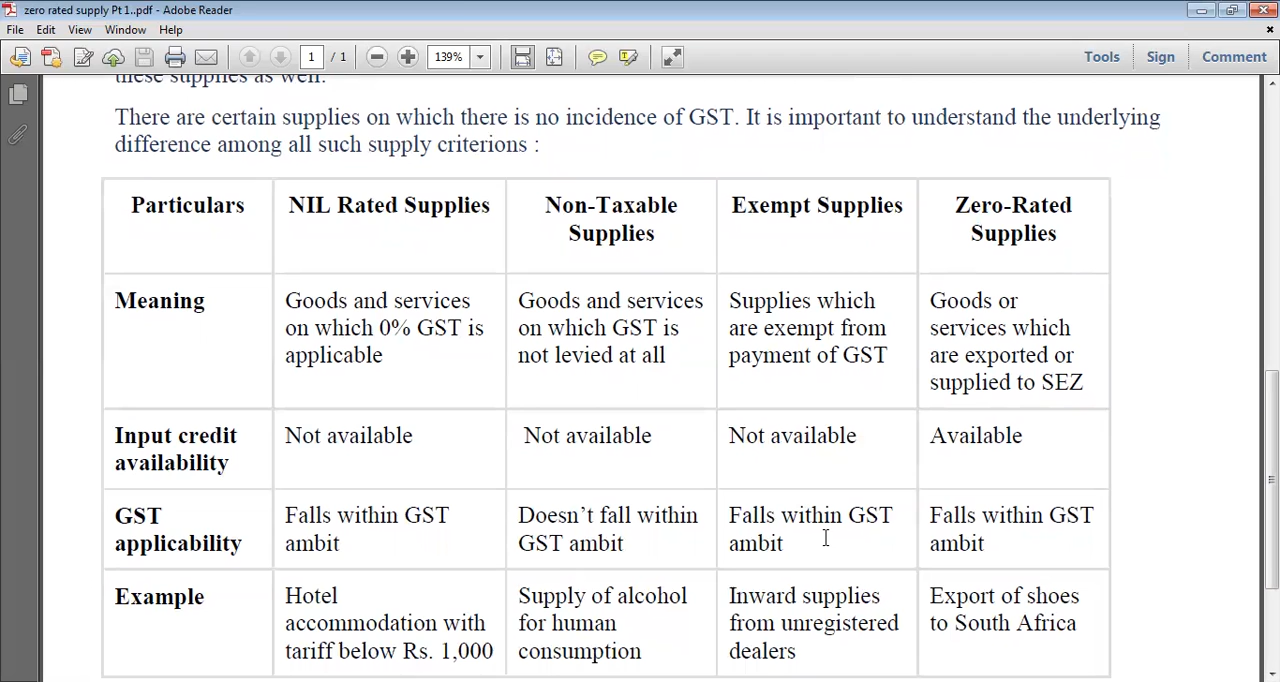 zero rated supply Pt 1..pdf - Adobe Reader
File Edit View Window Help
1 / 1 139% Tools Sign Comment
these supplies as well.
There are certain supplies on which there is no incidence of GST. It is important to understand the underlying
difference among all such supply criterions :
Particulars NIL Rated Supplies Non-Taxable Supplies Exempt Supplies Zero-Rated Supplies
Meaning
Goods and services
on which 0% GST is
applicable
Goods and services
on which GST is
not levied at all
Supplies which
are exempt from
payment of GST
Goods or
services which
are exported or
supplied to SEZ
Input credit
availability
Not available
Not available
Not available
Available
GST
applicability
Falls within GST
ambit
Doesn’t fall within
GST ambit
Falls within GST
ambit
Falls within GST
ambit
Example
Hotel
accommodation with
tariff below Rs. 1,000
Supply of alcohol
for human
consumption
Inward supplies
from unregistered
dealers
Export of shoes
to South Africa